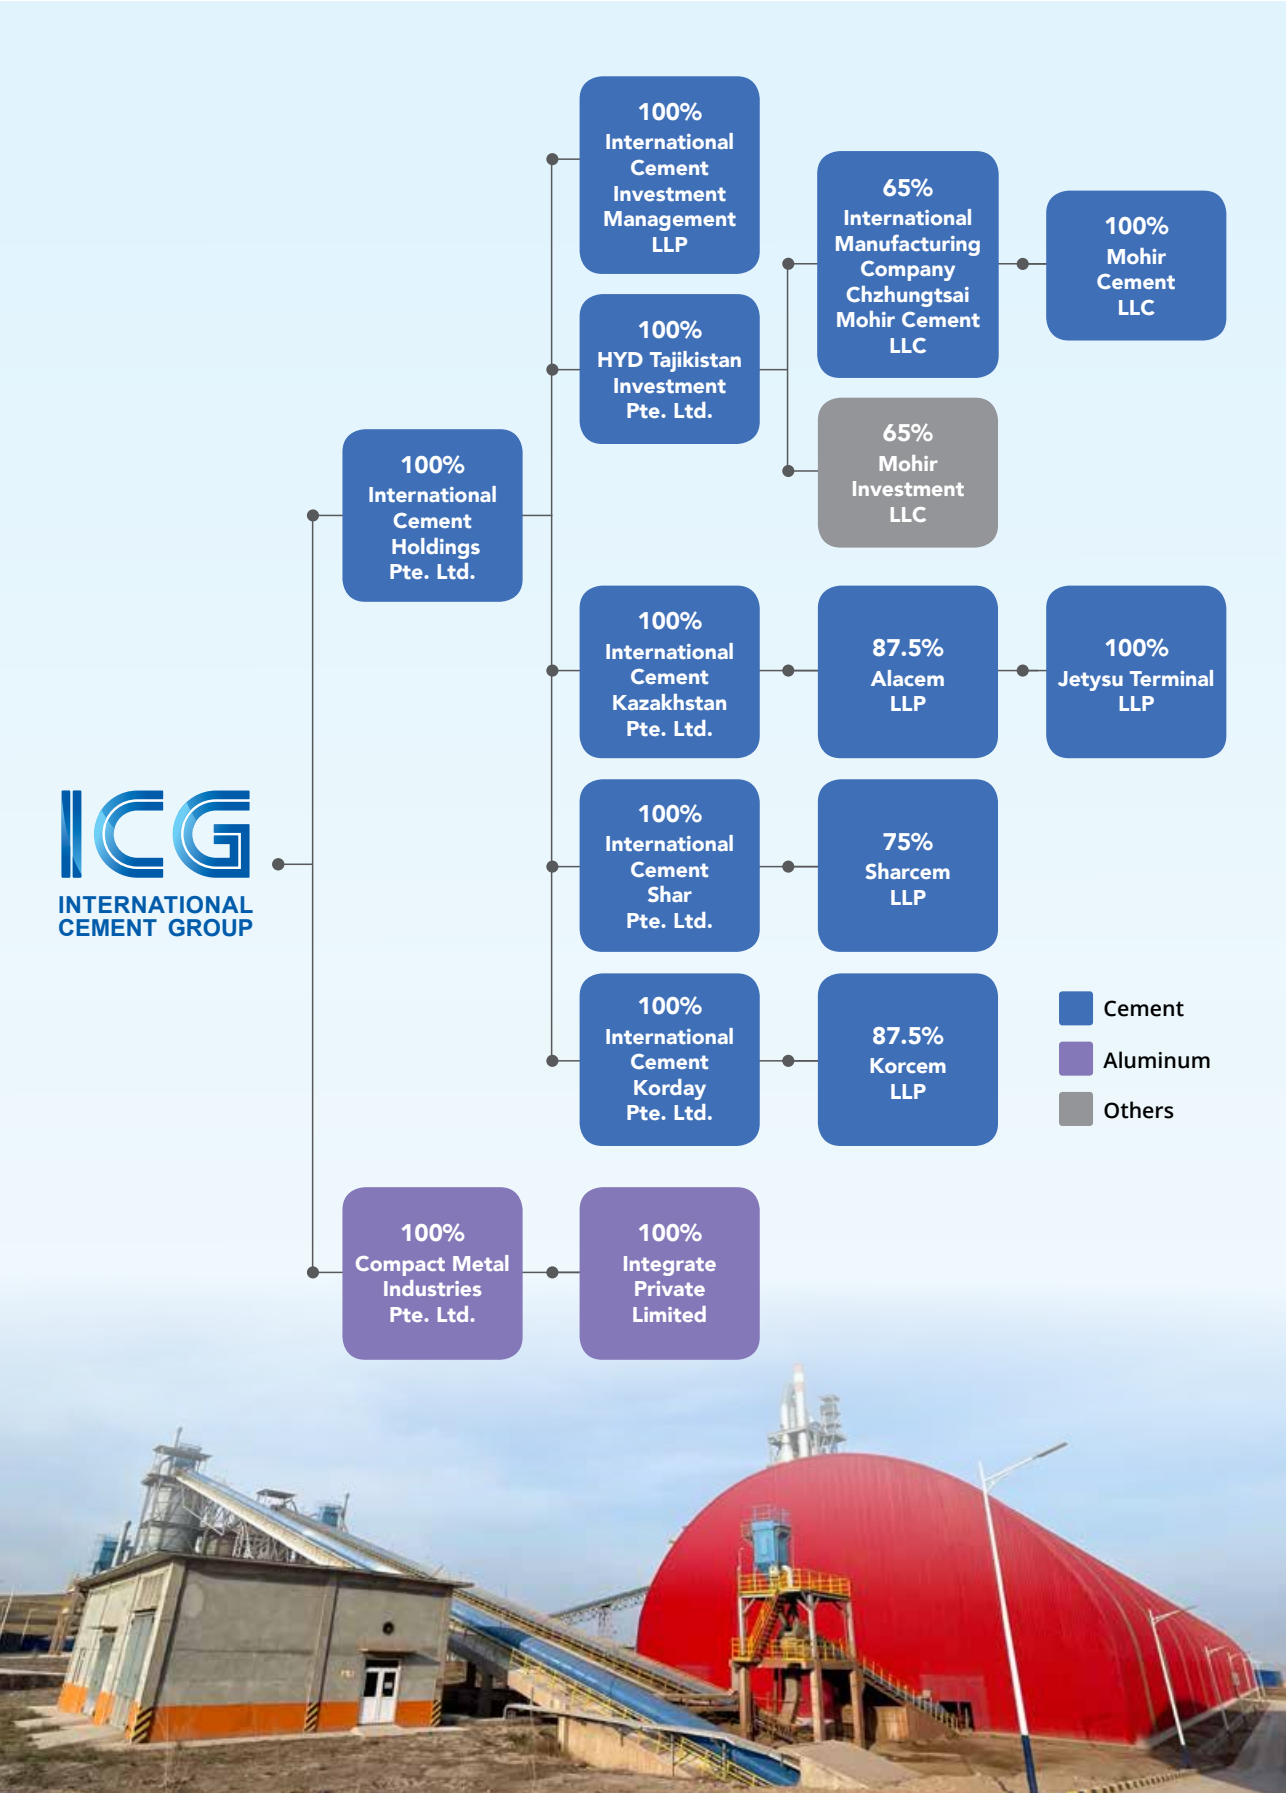 100%
International
Cement
Investment
Management
LLP
65%
International
Manufacturing
Company
Chzhungtsai
Mohir Cement
LLC
100%
Mohir
Cement
LLC
100%
HYD Tajikistan
Investment
Pte. Ltd.
65%
Mohir
Investment
LLC
100%
International
Cement
Holdings
Pte. Ltd.
100%
International
Cement
Kazakhstan
Pte. Ltd.
87.5%
Alacem
LLP
100%
Jetysu Terminal
LLP
ICG
INTERNATIONAL
CEMENT GROUP
100%
International
Cement
Shar
Pte. Ltd.
75%
Sharcem
LLP
100%
International
Cement
Korday
Pte. Ltd.
87.5%
Korcem
LLP
Cement
Aluminum
Others
100%
Compact Metal
Industries
Pte. Ltd.
100%
Integrate
Private
Limited